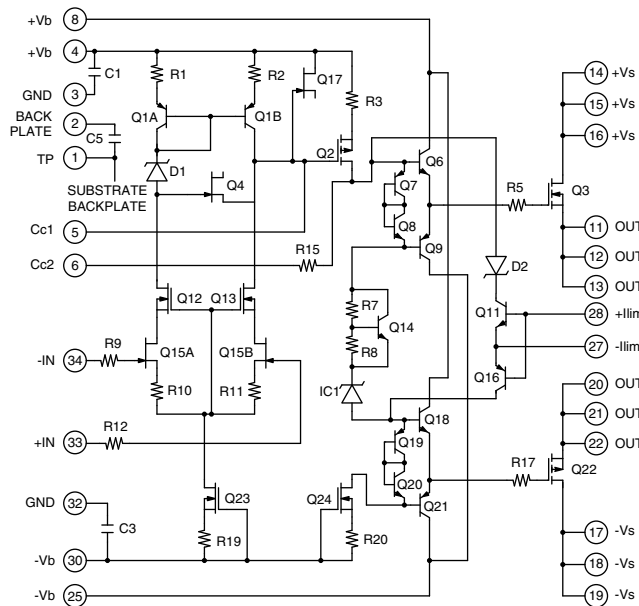 +Vb 8
+Vb 4
C1
R1
R2
Q17
14 +Vs
GND 3
R3
15 +Vs
BACK PLATE 2
Q1A
Q1B
16 +Vs
C5
Q2
Q6
TP 1
D1
Q7
R5
Q3
SUBSTRATE
BACKPLATE
Q4
Q8
11 OUT
Cc1 5
Q9
12 OUT
Cc2 6
R15
D2
13 OUT
Q12
Q13
R7
Q14
Q11
28 +Ilim
R9
Q15A
Q15B
R8
27 -Ilim
-IN 34
R10
R11
IC1
Q16
20 OUT
R12
Q18
21 OUT
+IN 33
Q19
22 OUT
Q20
R17
Q22
GND 32
Q23
Q24
Q21
C3
R19
R20
17 -Vs
-Vb 30
18 -Vs
-Vb 25
19 -Vs